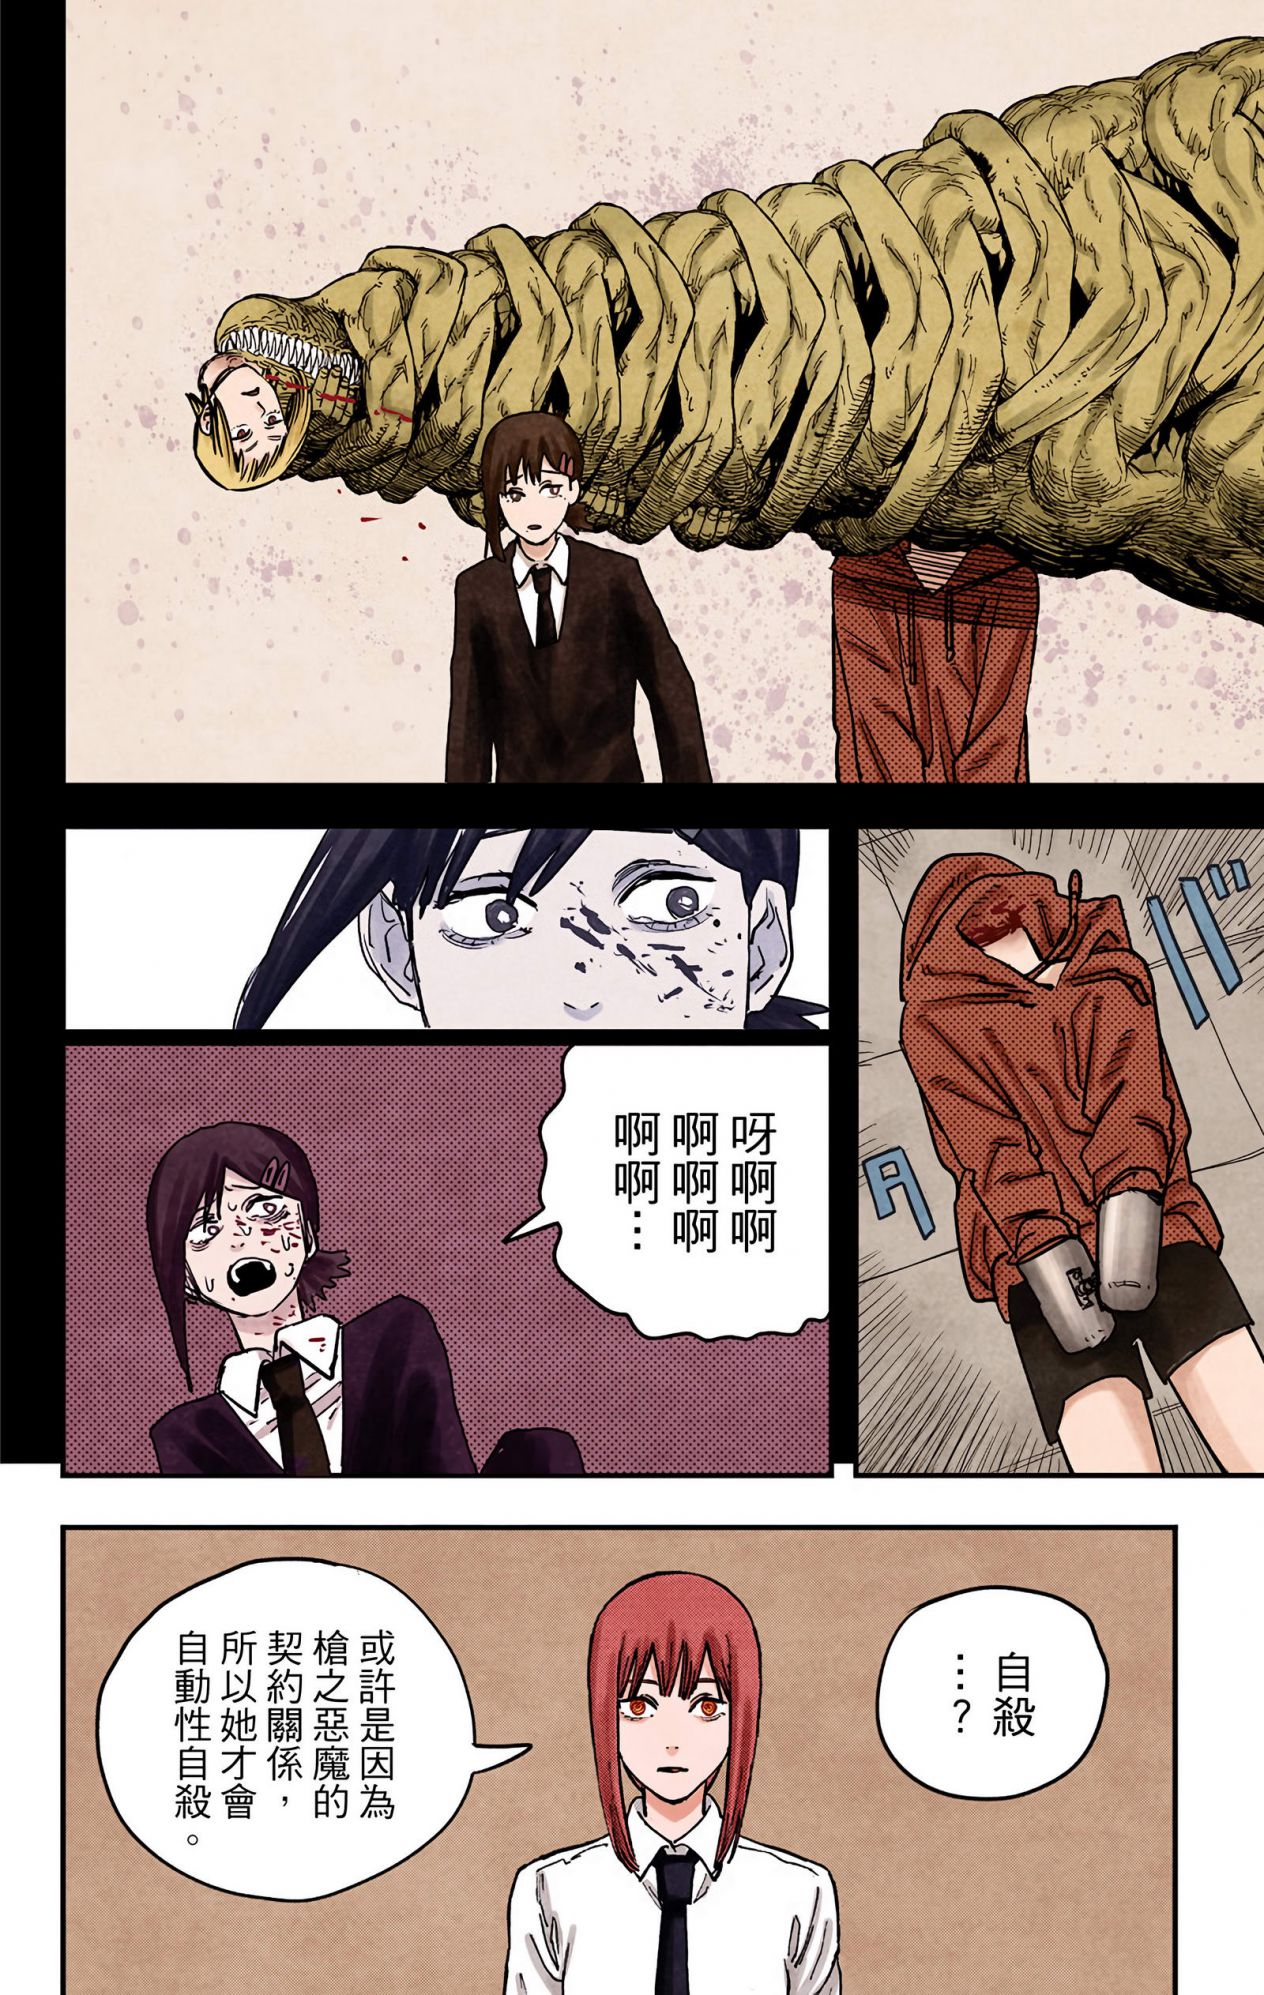 バ
タ
呀啊啊
啊啊啊
啊啊…
自殺
…?
或許是因為
槍之惡魔的
契約關係，
所以她才會
自動性自殺。